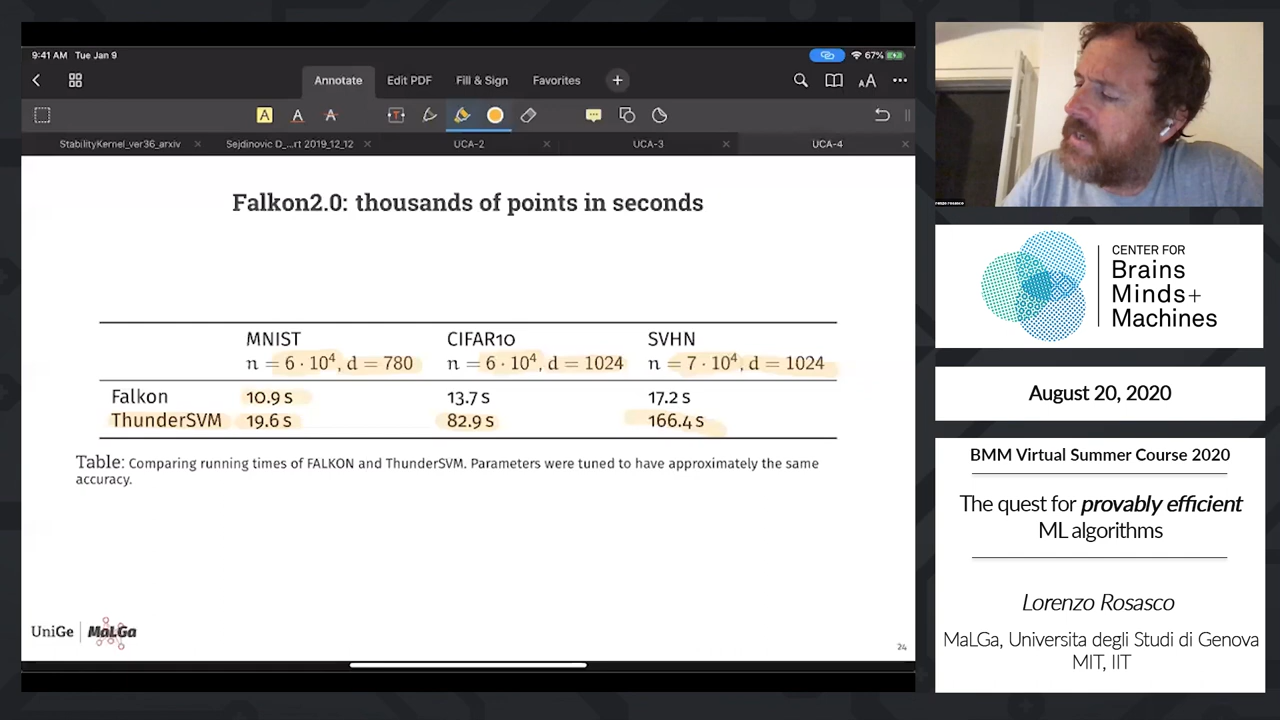 9:41 AM Tue Jan 9
67%
Annotate Edit PDF Fill & Sign Favorites
StabilityKernel_ver36_arxiv Sejdinovic D_...rt 2019_12_12 UCA-2 UCA-3 UCA-4
Falkon2.0: thousands of points in seconds
MNIST CIFAR10 SVHN
n = 6 · 10⁴, d = 780 n = 6 · 10⁴, d = 1024 n = 7 · 10⁴, d = 1024
Falkon 10.9 s 13.7 s 17.2 s
ThunderSVM 19.6 s 82.9 s 166.4 s
Table: Comparing running times of FALKON and ThunderSVM. Parameters were tuned to have approximately the same
accuracy.
UniGe MaLGa
24
CENTER FOR
Brains
Minds+
Machines
August 20, 2020
BMM Virtual Summer Course 2020
The quest for provably efficient
ML algorithms
Lorenzo Rosasco
MaLGa, Universita degli Studi di Genova
MIT, IIT